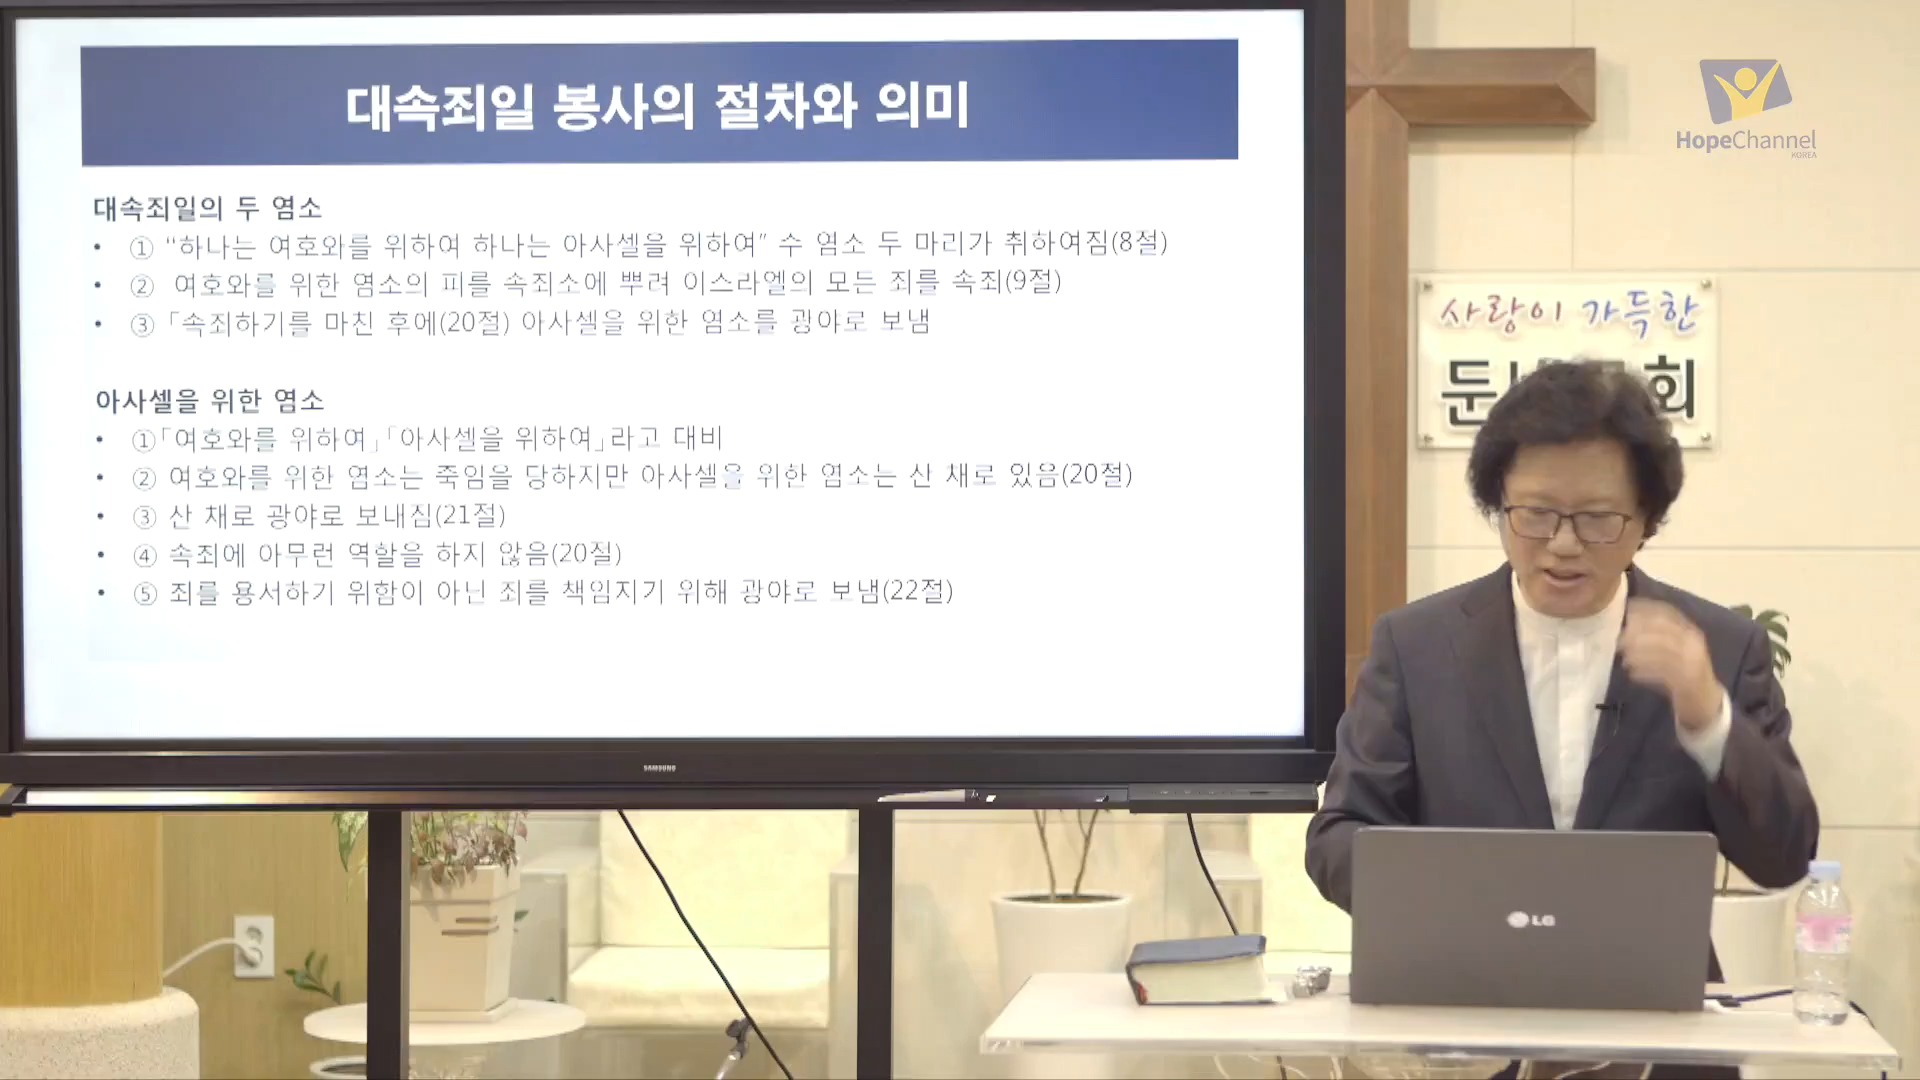 대속죄일 봉사의 절차와 의미
대속죄일의 두 염소
• ① “하나는 여호와를 위하여 하나는 아사셀을 위하여” 수 염소 두 마리가 취하여짐(8절)
• ② 여호와를 위한 염소의 피를 속죄소에 뿌려 이스라엘의 모든 죄를 속죄(9절)
• ③ 「속죄하기를 마친 후에(20절) 아사셀을 위한 염소를 광야로 보냄
아사셀을 위한 염소
• ①「여호와를 위하여」「아사셀을 위하여」라고 대비
• ② 여호와를 위한 염소는 죽임을 당하지만 아사셀을 위한 염소는 산 채로 있음(20절)
• ③ 산 채로 광야로 보내짐(21절)
• ④ 속죄에 아무런 역할을 하지 않음(20절)
• ⑤ 죄를 용서하기 위함이 아닌 죄를 책임지기 위해 광야로 보냄(22절)
SAMSUNG
HopeChannel
KOREA
사랑이 가득한
LG